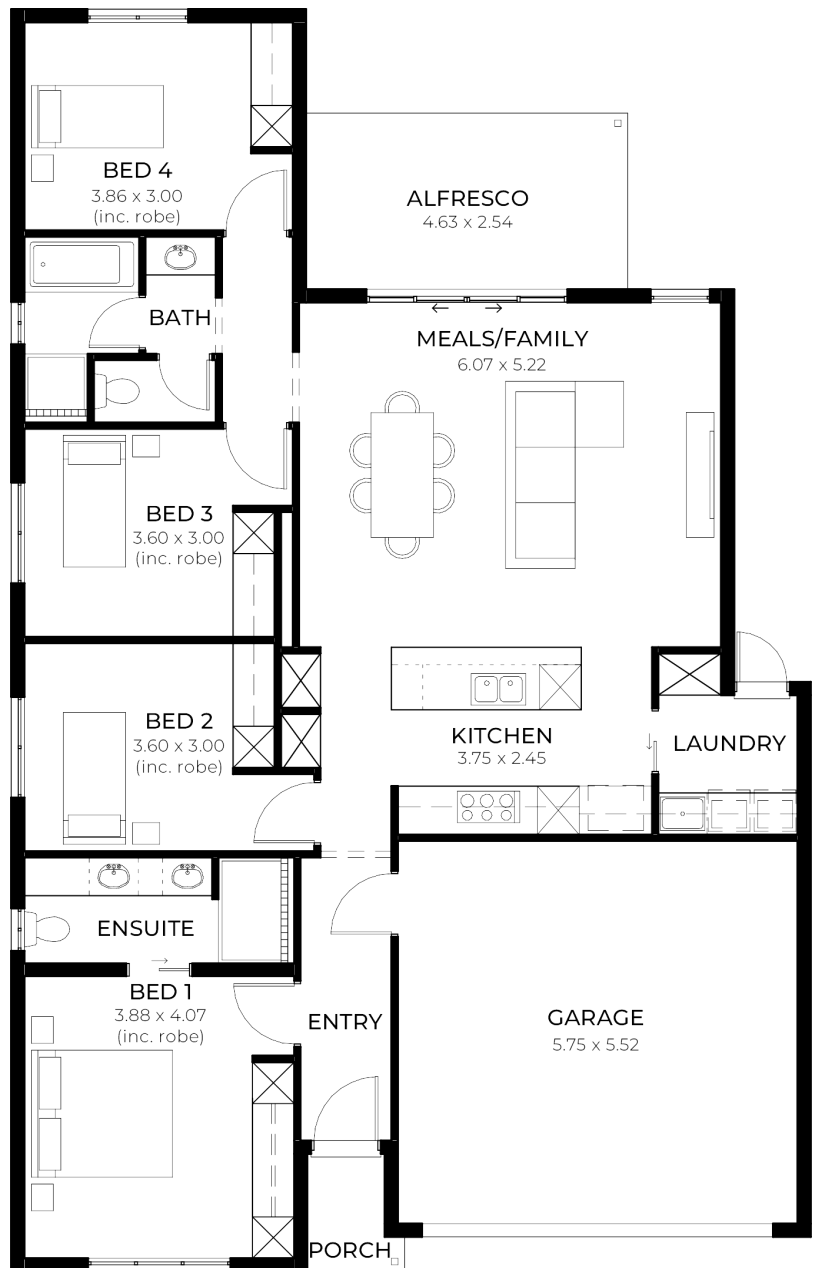 BED 4
3.86 x 3.00
(inc. robe)
ALFRESCO
4.63 x 2.54
BATH
MEALS/FAMILY
6.07 x 5.22
BED 3
3.60 x 3.00
(inc. robe)
BED 2
3.60 x 3.00
(inc. robe)
KITCHEN
3.75 x 2.45
LAUNDRY
ENSUITE
BED 1
3.88 x 4.07
(inc. robe)
ENTRY
GARAGE
5.75 x 5.52
PORCH